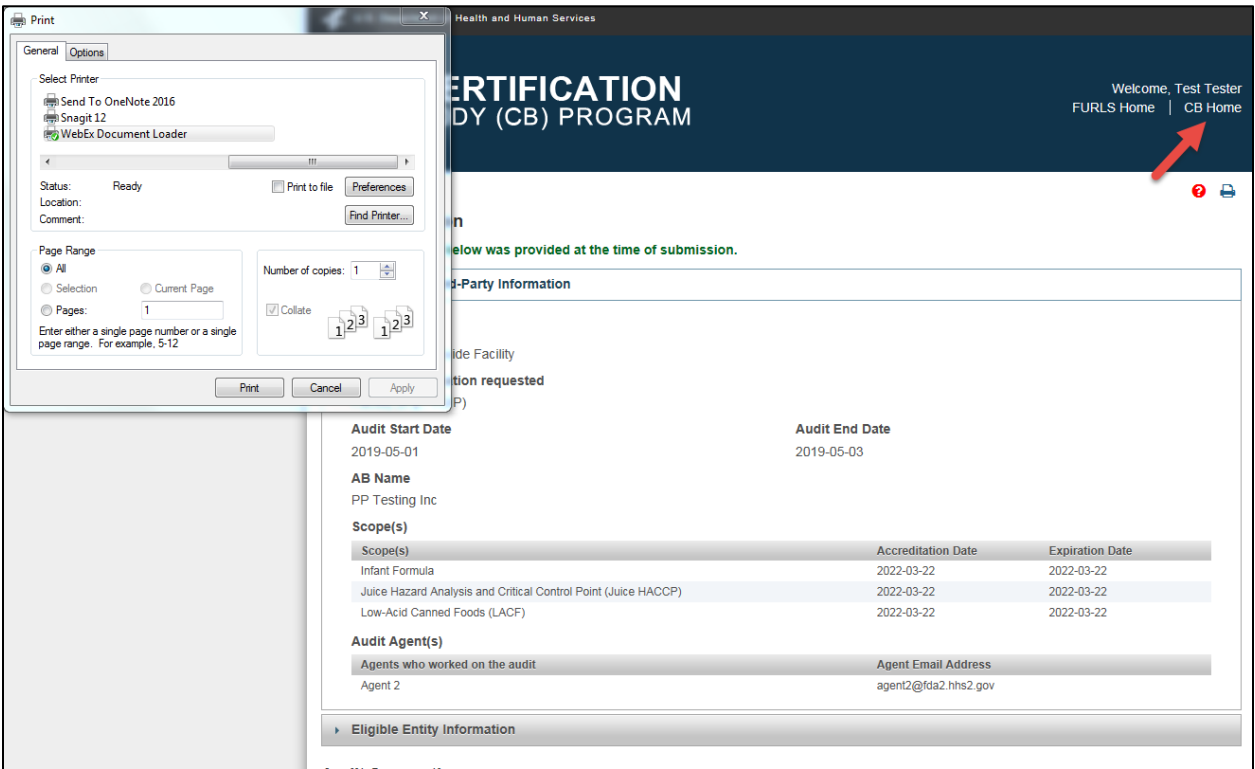 Print
X
General Options
Select Printer
Send To OneNote 2016
Snagit 12
WebEx Document Loader
Status: Ready
Print to file
Preferences
Location:
Comment:
Find Printer...
Page Range
All
Selection
Current Page
Pages: 1
Enter either a single page number or a single
page range. For example, 5-12
Number of copies: 1
Collate
1 2 3 1 2 3
Print Cancel Apply
Health and Human Services
ERTIFICATION
DY (CB) PROGRAM
Welcome, Test Tester
FURLS Home | CB Home
?
n
elow was provided at the time of submission.
d-Party Information
ide Facility
tion requested
P)
Audit Start Date Audit End Date
2019-05-01 2019-05-03
AB Name
PP Testing Inc
Scope(s)
Scope(s) Accreditation Date Expiration Date
Infant Formula 2022-03-22 2022-03-22
Juice Hazard Analysis and Critical Control Point (Juice HACCP) 2022-03-22 2022-03-22
Low-Acid Canned Foods (LACF) 2022-03-22 2022-03-22
Audit Agent(s)
Agents who worked on the audit Agent Email Address
Agent 2 agent2@fda2.hhs2.gov
Eligible Entity Information